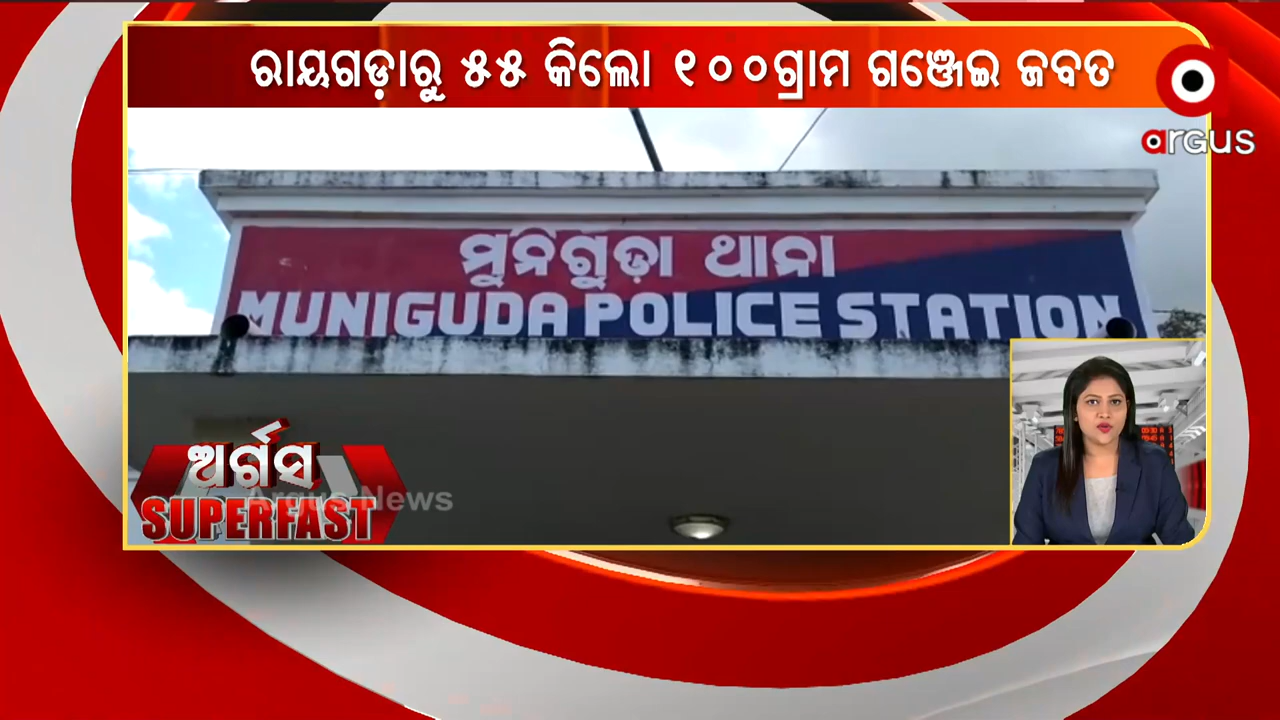 ରାୟଗଡ଼ାରୁ ୫୫ କିଲୋ ୧୦୦ଗ୍ରାମ ଗଞ୍ଜେଇ ଜବତ
argus
ମୁନିଗୁଡ଼ା ଥାନା
MUNIGUDA POLICE STATION
ଅର୍ଗସ
Argus News
SUPERFAST